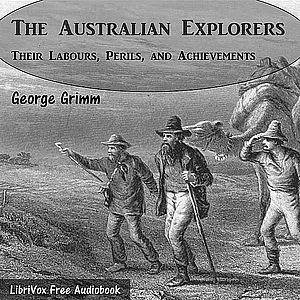 The Australian Explorers
Their Labours, Perils, and Achievements
George Grimm
LibriVox Free Audiobook